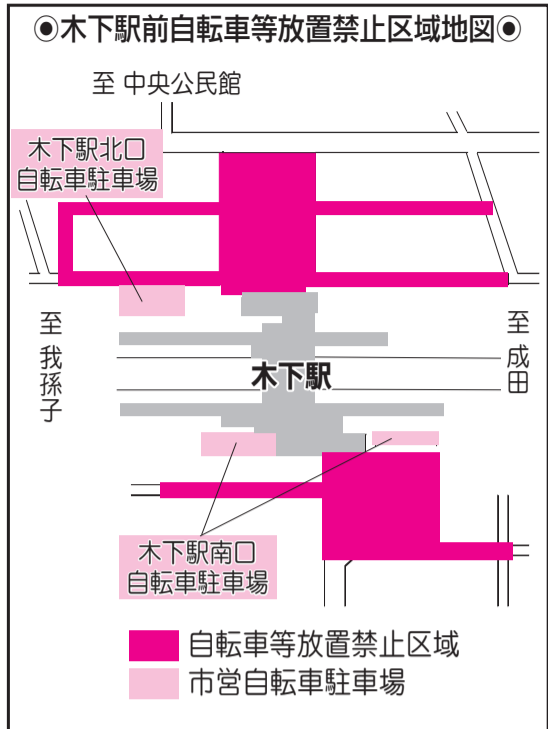 ◉木下駅前自転車等放置禁止区域地図◉
至 中央公民館
木下駅北口
自転車駐車場
至 我孫子
至 成田
木下駅
木下駅南口
自転車駐車場
自転車等放置禁止区域
市営自転車駐車場